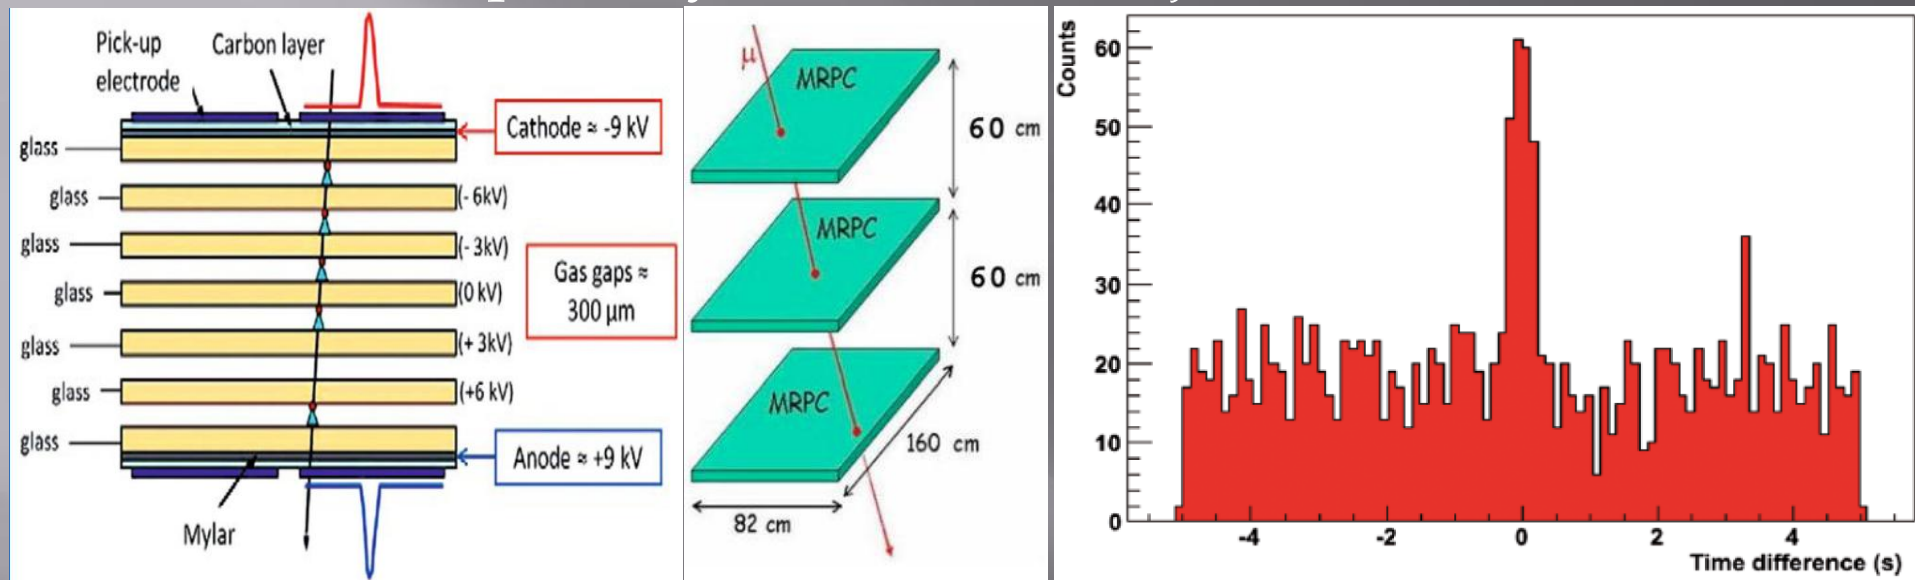 Pick-up
electrode
Carbon layer
Cathode ≈ -9 kV
glass
glass
(- 6kV)
glass
(- 3kV)
glass
(0 kV)
glass
(+ 3kV)
glass
(+6 kV)
glass
Gas gaps ≈
300 µm
Anode ≈ +9 kV
Mylar
µ
MRPC
60 cm
MRPC
60 cm
MRPC
160 cm
82 cm
Counts
60
50
40
30
20
10
0
-4
-2
0
2
4
Time difference (s)